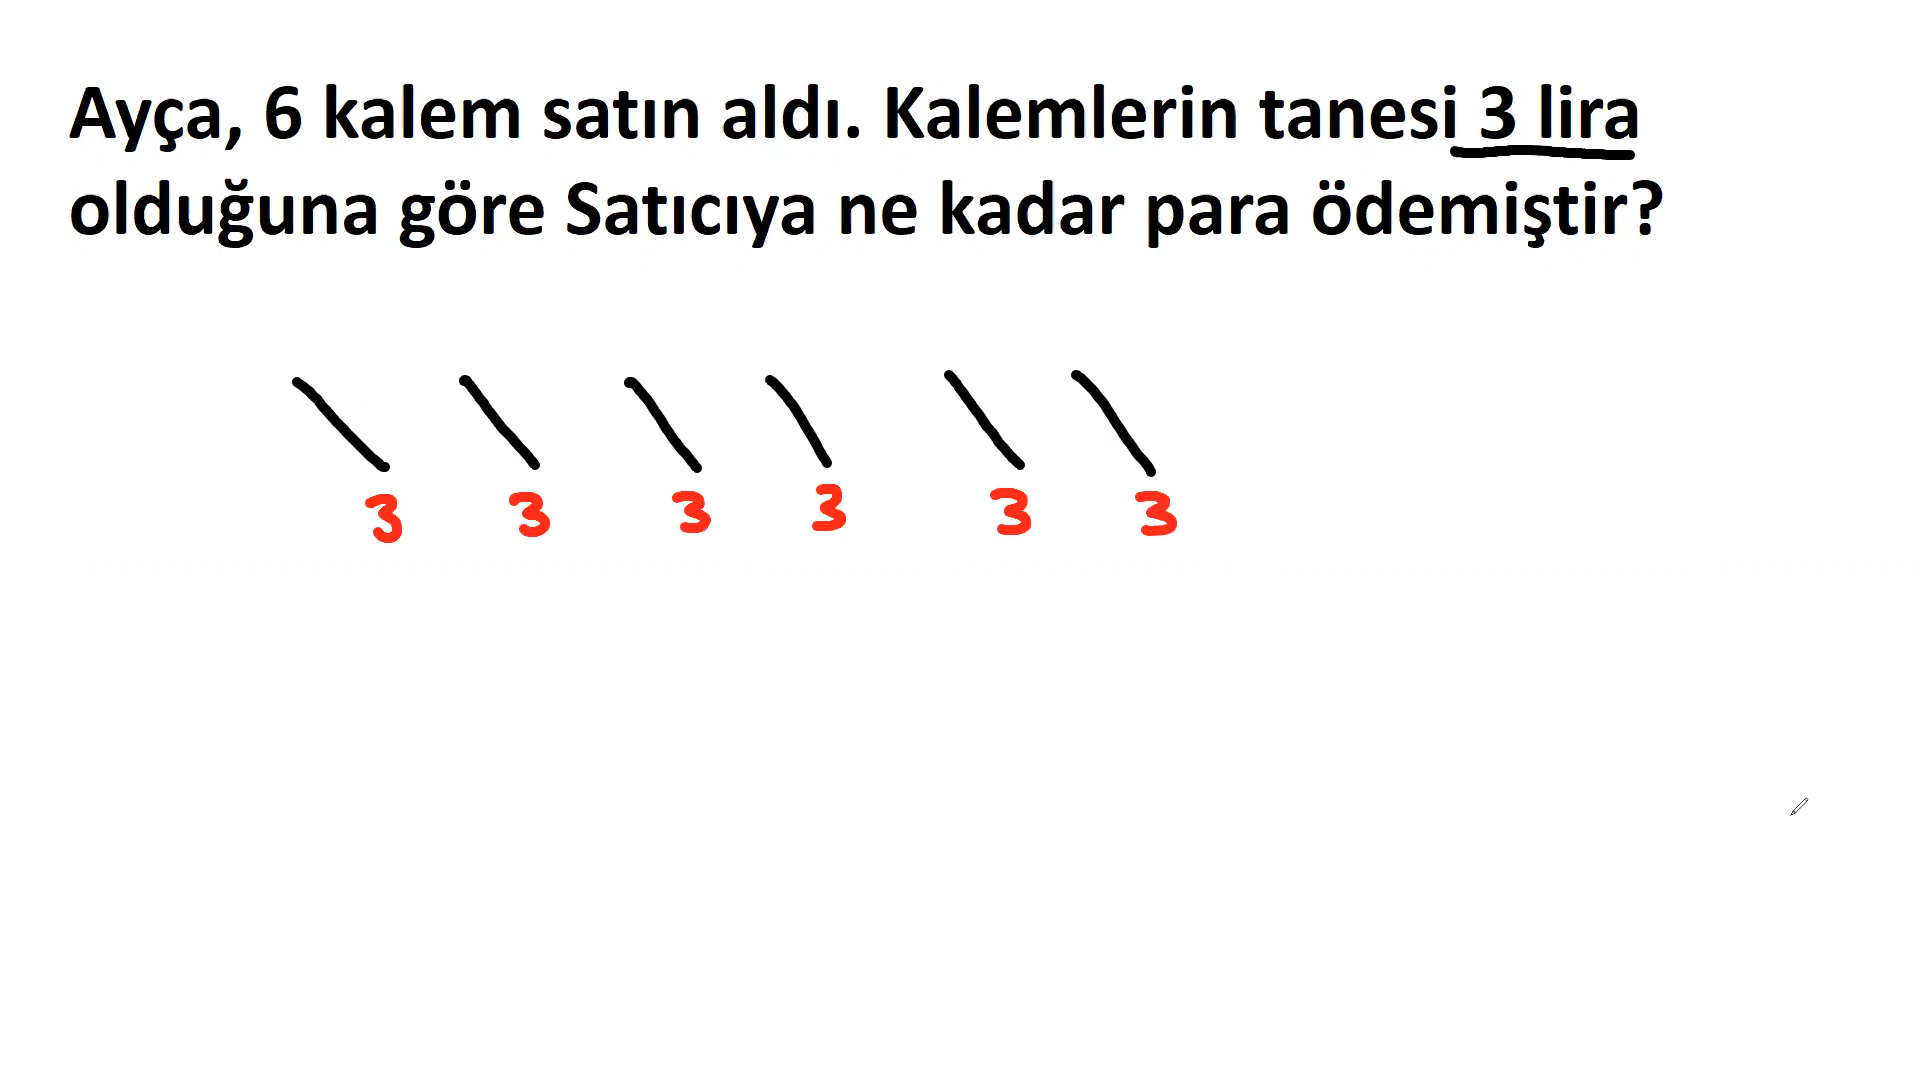 Ayça, 6 kalem satın aldı. Kalemlerin tanesi 3 lira
olduğuna göre Satıcıya ne kadar para ödemiştir?
3 3 3 3 3 3